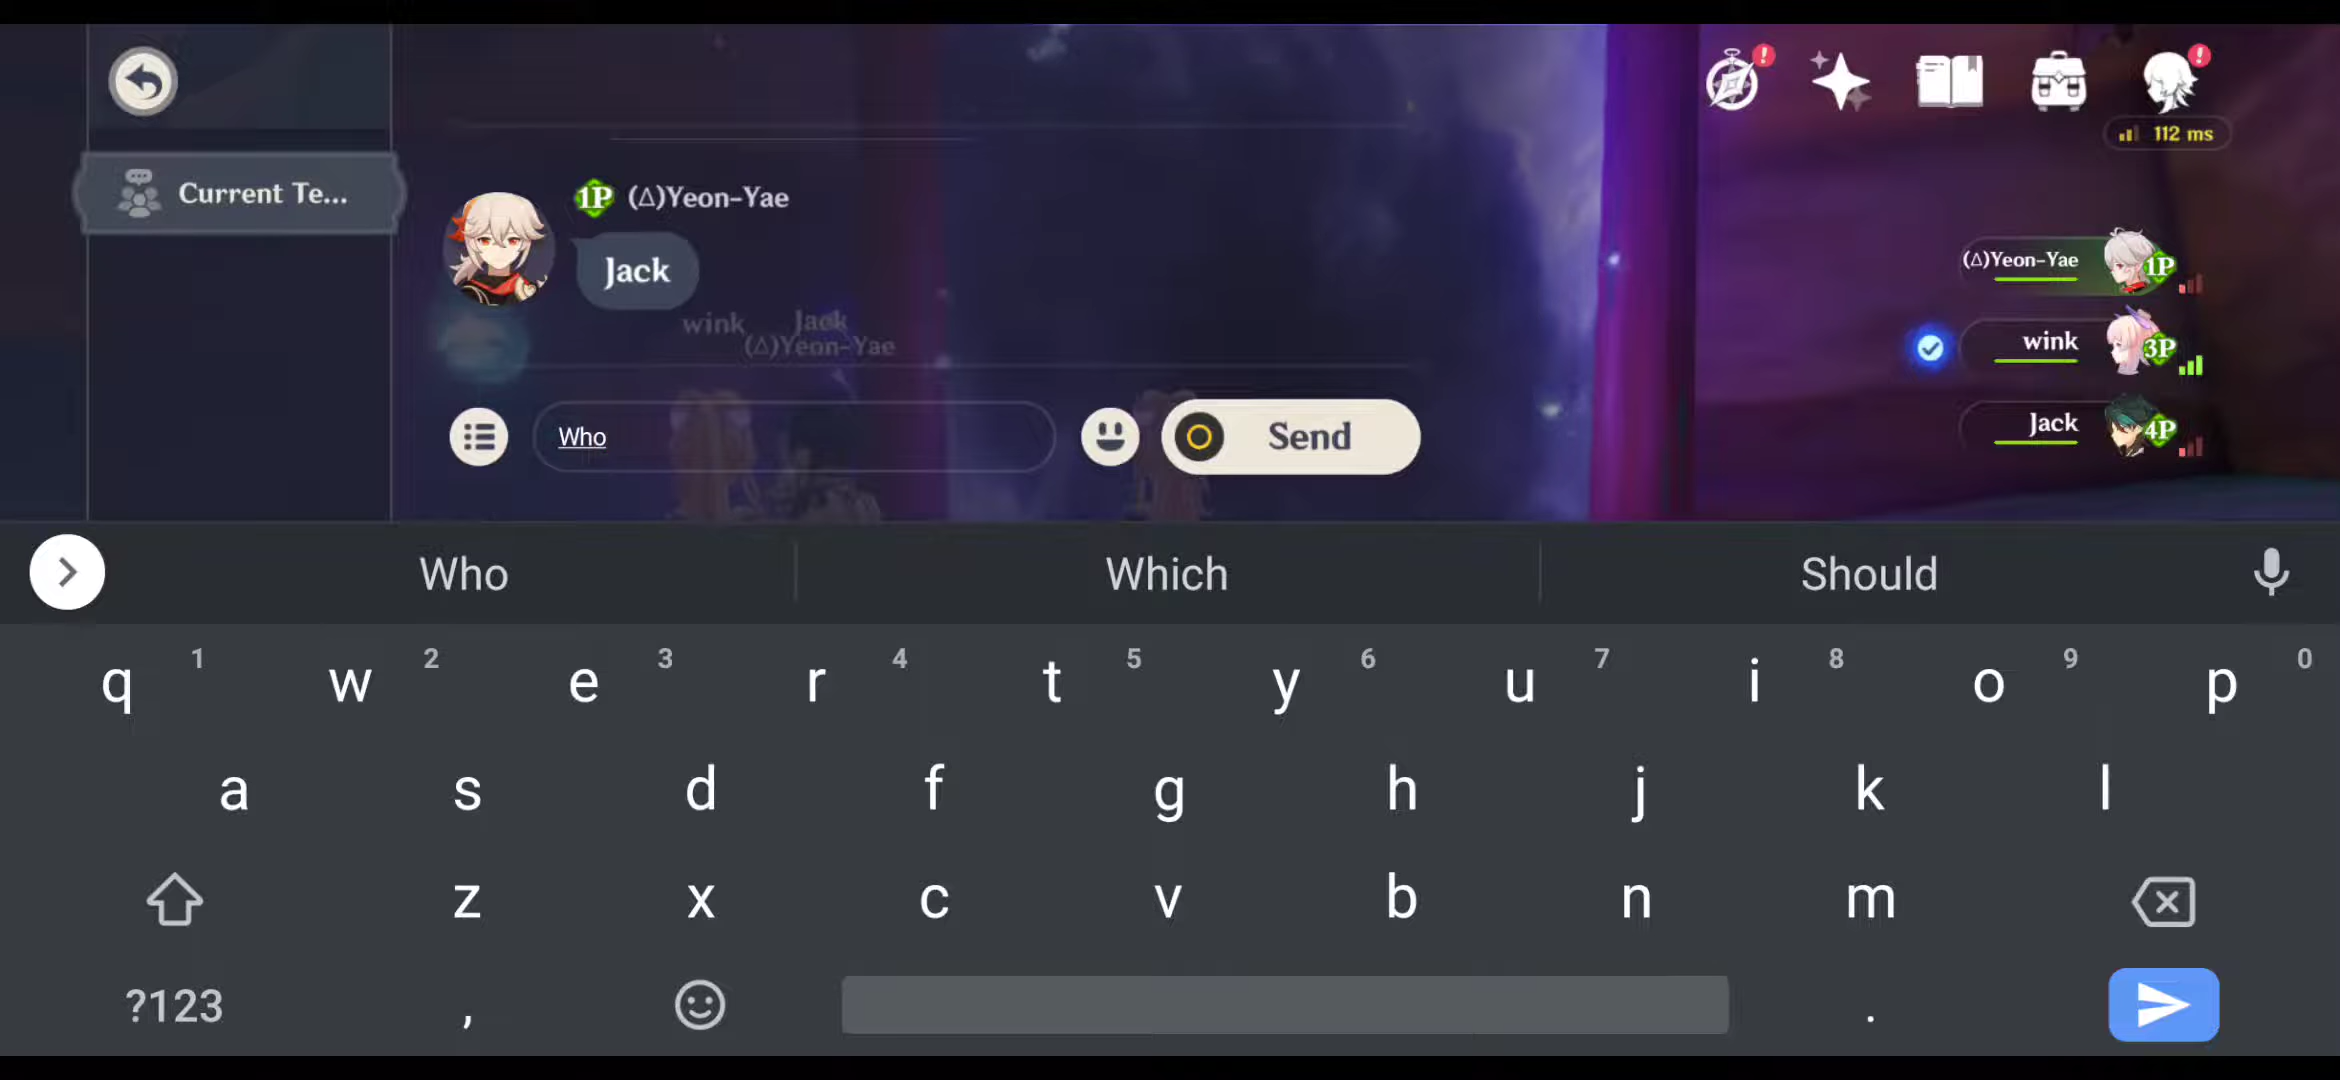 112 ms
Current Te...
1P (Δ)Yeon-Yae
Jack
wink Jack
(Δ)Yeon-Yae
(Δ)Yeon-Yae 1P
wink 3P
Jack 4P
Who
Send
Who Which Should
q 1 w 2 e 3 r 4 t 5 y 6 u 7 i 8 o 9 p 0
a s d f g h j k l
z x c v b n m
?123 , .